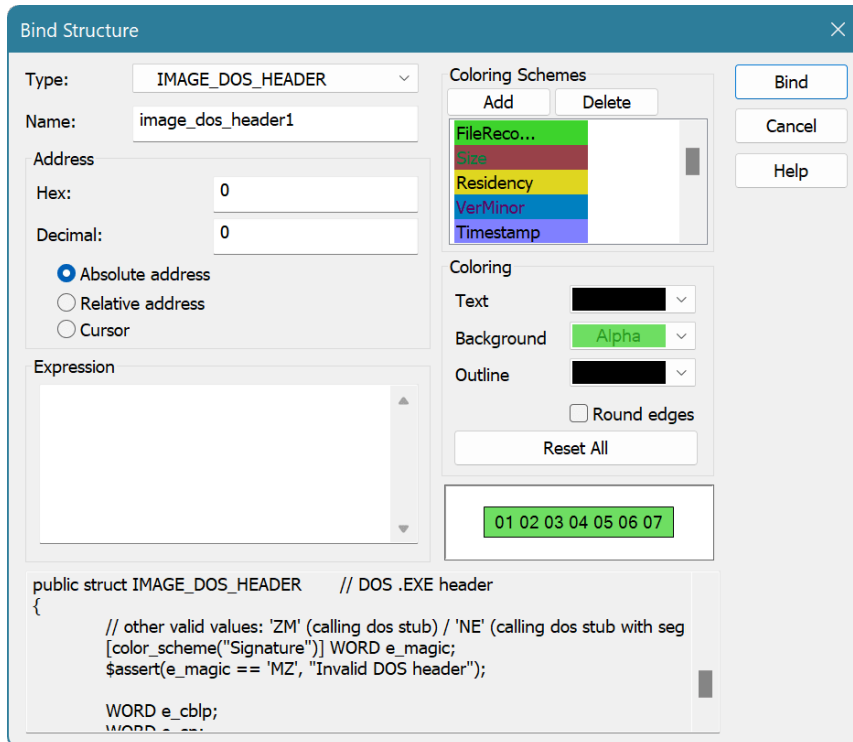 Bind Structure
Type:
IMAGE_DOS_HEADER
Name:
image_dos_header1
Address
Hex:
0
Decimal:
0
Absolute address
Relative address
Cursor
Expression
Coloring Schemes
Add
Delete
FileReco...
Size
Residency
VerMinor
Timestamp
Coloring
Text
Background
Alpha
Outline
Round edges
Reset All
01 02 03 04 05 06 07
Bind
Cancel
Help
public struct IMAGE_DOS_HEADER // DOS .EXE header
{
// other valid values: 'ZM' (calling dos stub) / 'NE' (calling dos stub with seg
[color_scheme("Signature")] WORD e_magic;
$assert(e_magic == 'MZ', "Invalid DOS header");
WORD e_cblp;